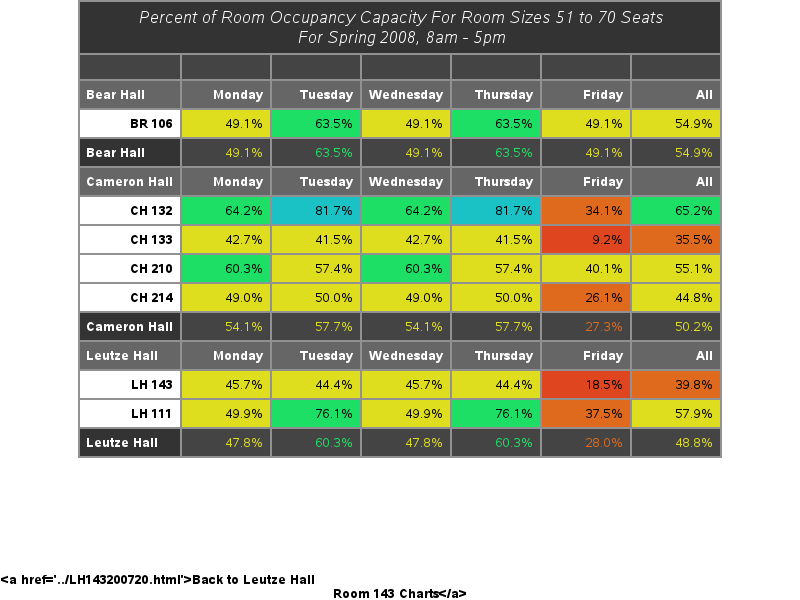 Percent of Room Occupancy Capacity For Room Sizes 51 to 70 Seats
For Spring 2008, 8am - 5pm
Bear Hall Monday Tuesday Wednesday Thursday Friday All
BR 106 49.1% 63.5% 49.1% 63.5% 49.1% 54.9%
Bear Hall 49.1% 63.5% 49.1% 63.5% 49.1% 54.9%
Cameron Hall Monday Tuesday Wednesday Thursday Friday All
CH 132 64.2% 81.7% 64.2% 81.7% 34.1% 65.2%
CH 133 42.7% 41.5% 42.7% 41.5% 9.2% 35.5%
CH 210 60.3% 57.4% 60.3% 57.4% 40.1% 55.1%
CH 214 49.0% 50.0% 49.0% 50.0% 26.1% 44.8%
Cameron Hall 54.1% 57.7% 54.1% 57.7% 27.3% 50.2%
Leutze Hall Monday Tuesday Wednesday Thursday Friday All
LH 143 45.7% 44.4% 45.7% 44.4% 18.5% 39.8%
LH 111 49.9% 76.1% 49.9% 76.1% 37.5% 57.9%
Leutze Hall 47.8% 60.3% 47.8% 60.3% 28.0% 48.8%
<a href='../LH143200720.html'>Back to Leutze Hall
Room 143 Charts</a>